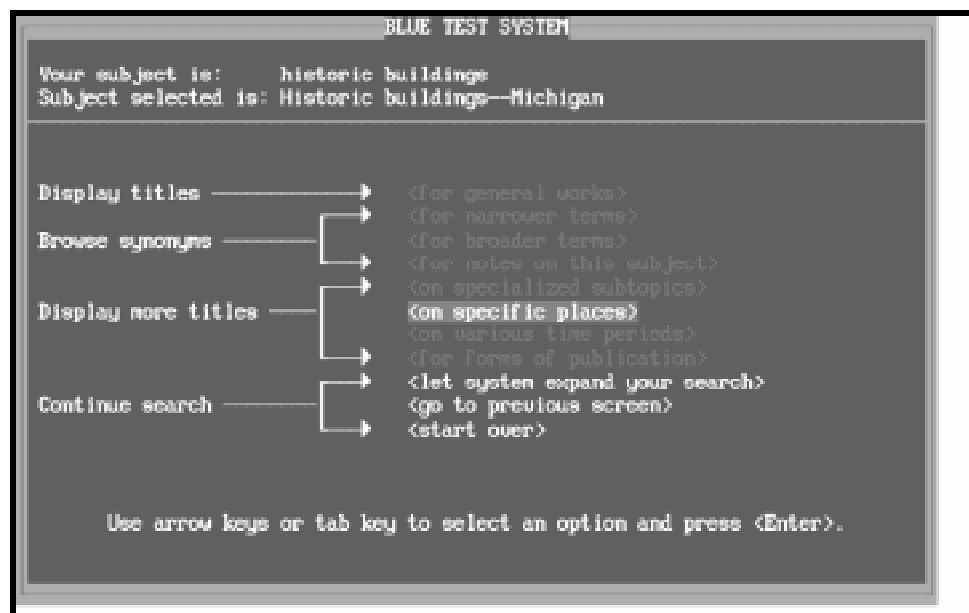 BLUE TEST SYSTEM
Your subject is: historic buildings
Subject selected is: Historic buildings--Michigan
Display titles <for general works>
<for narrower terms>
Browse synonyms <for broader terms>
<for notes on this subject>
<on specialized subtopics>
Display more titles <on specific places>
<on various time periods>
<for forms of publication>
<let system expand your search>
Continue search <go to previous screen>
<start over>
Use arrow keys or tab key to select an option and press <Enter>.